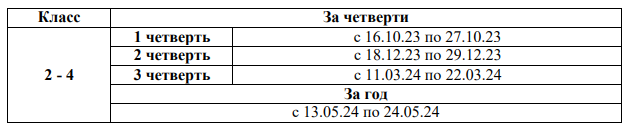 Класс За четверти
1 четверть с 16.10.23 по 27.10.23
2 четверть с 18.12.23 по 29.12.23
2 - 4 3 четверть с 11.03.24 по 22.03.24
За год
с 13.05.24 по 24.05.24